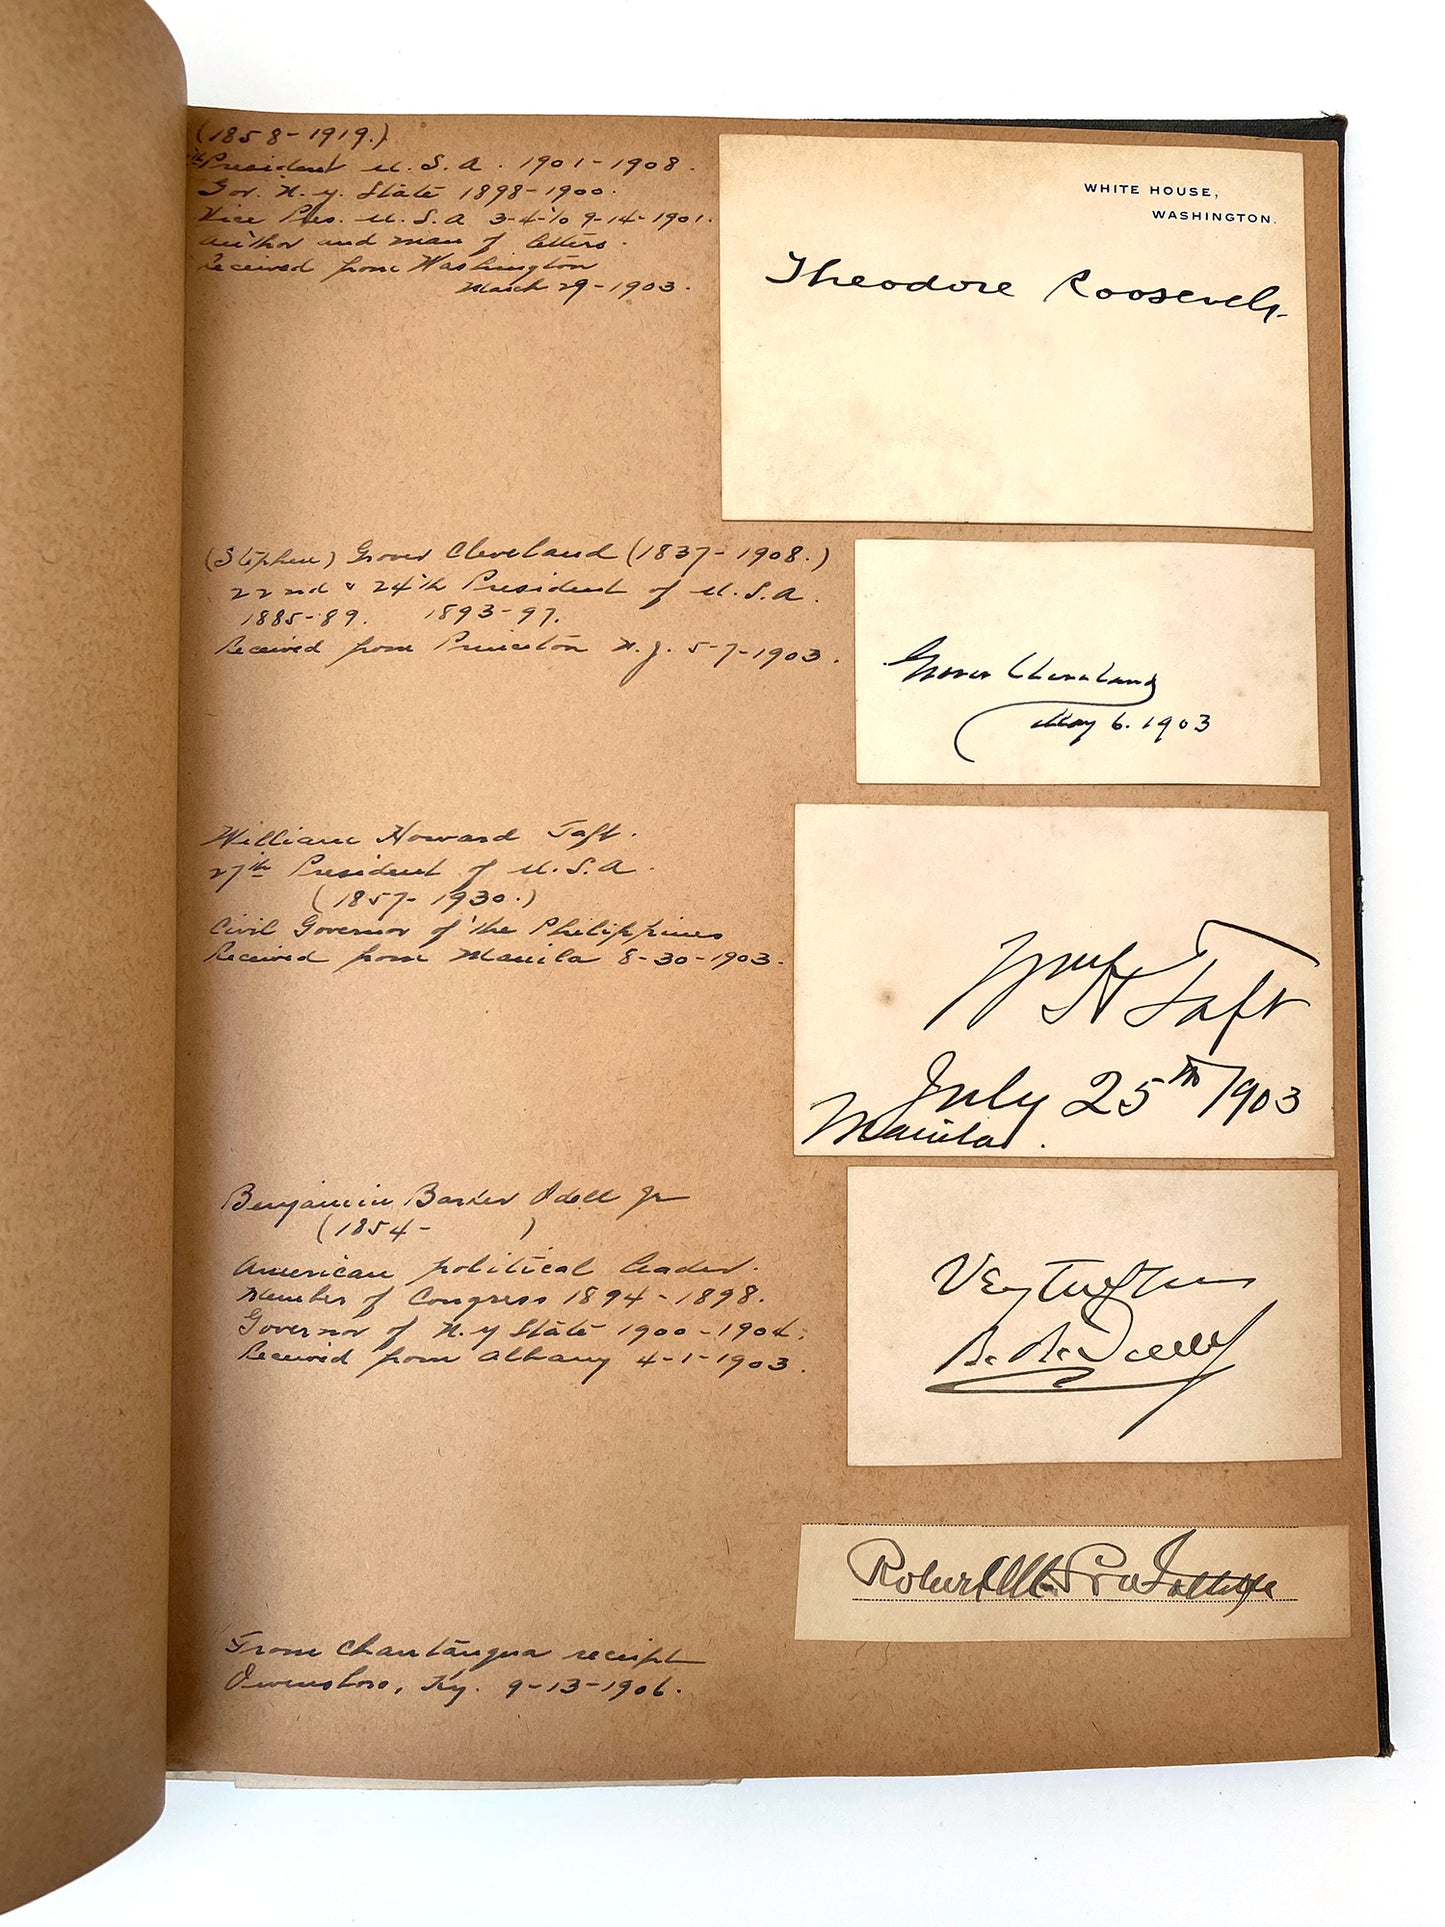 (1858-1919.)
President U. S. A. 1901-1908.
Gov. N. Y. State 1898-1900.
Vice Pres. U. S. A 3-4-to 9-14-1901.
Author and man of letters.
Received from Washington
March 29-1903.
WHITE HOUSE,
WASHINGTON.
Theodore Roosevelt
(Stephen) Grover Cleveland (1837-1908.)
22nd & 24th President of U. S. A.
1885-89. 1893-97.
Received from Princeton N. J. 5-7-1903.
Grover Cleveland
May 6. 1903
William Howard Taft.
27th President of U. S. A.
(1857-1930.)
Civil Governor of the Philippines
Received from Manila 8-30-1903.
Wm H Taft
July 25th 1903
Manila.
Benjamin Barker Odell Jr
(1854- )
American political leader.
Member of Congress 1894-1898.
Governor of N. Y State 1900-1904.
Received from Albany 4-1-1903.
Very Truly Yours
B. B. Odell Jr
Robert
From Chautauqua receipt
Owensboro, Ky. 9-13-1906.